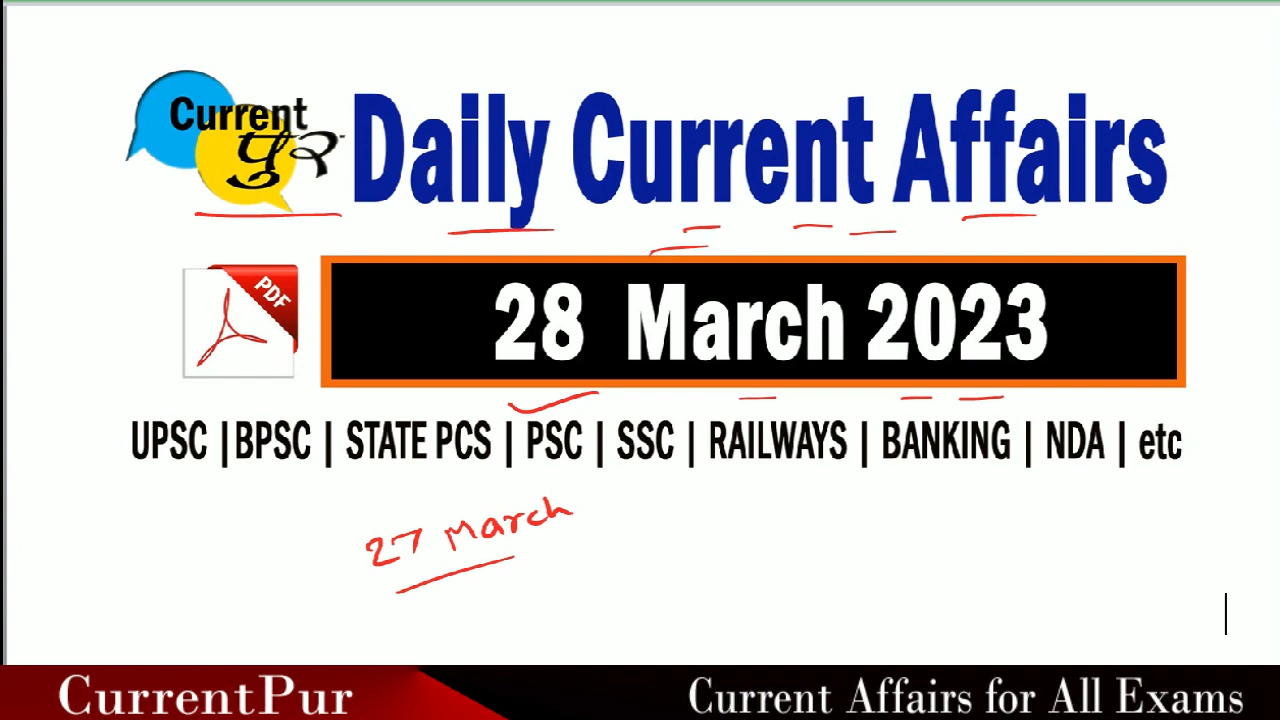 Current
पुर
Daily Current Affairs
PDF
28 March 2023
UPSC |BPSC | STATE PCS | PSC | SSC | RAILWAYS | BANKING | NDA | etc
27 March
CurrentPur
Current Affairs for All Exams